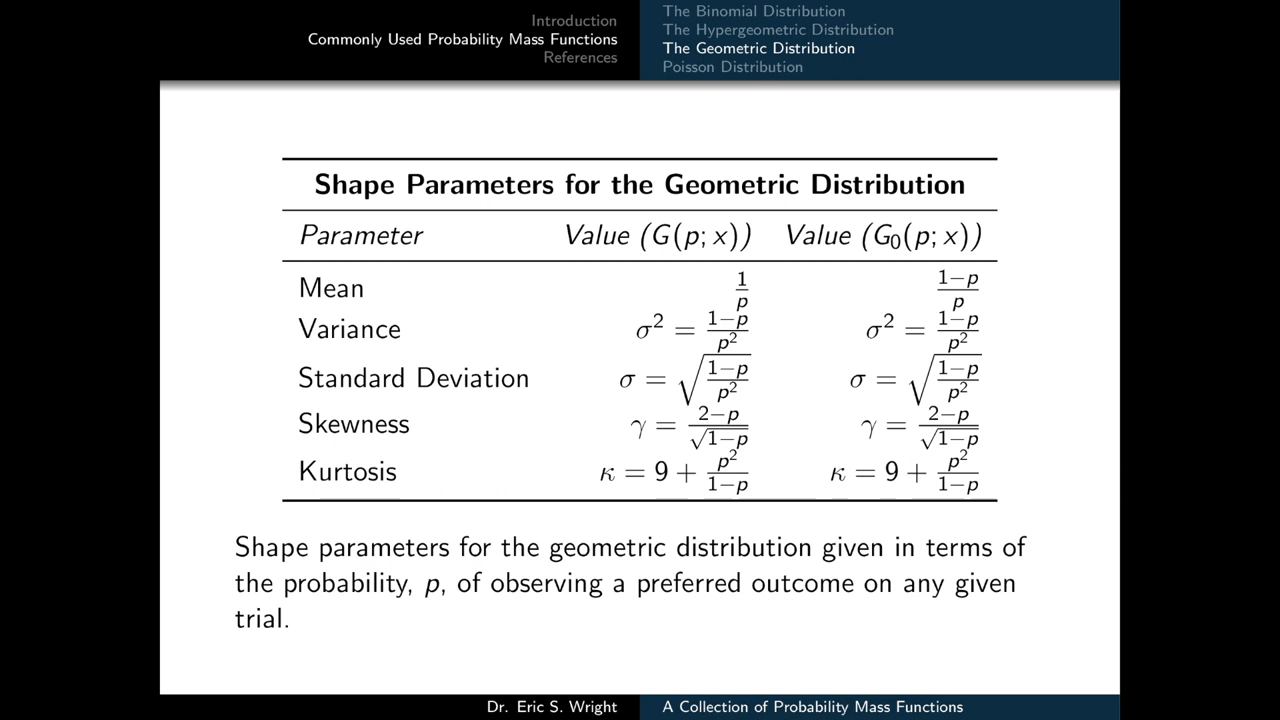 Introduction
Commonly Used Probability Mass Functions
References
The Binomial Distribution
The Hypergeometric Distribution
The Geometric Distribution
Poisson Distribution
Shape Parameters for the Geometric Distribution
Parameter Value (G(p; x)) Value (G₀(p; x))
Mean 1/p (1−p)/p
Variance σ² = (1−p)/p² σ² = (1−p)/p²
Standard Deviation σ = √((1−p)/p²) σ = √((1−p)/p²)
Skewness γ = (2−p)/√(1−p) γ = (2−p)/√(1−p)
Kurtosis κ = 9 + p²/(1−p) κ = 9 + p²/(1−p)
Shape parameters for the geometric distribution given in terms of
the probability, p, of observing a preferred outcome on any given
trial.
Dr. Eric S. Wright
A Collection of Probability Mass Functions